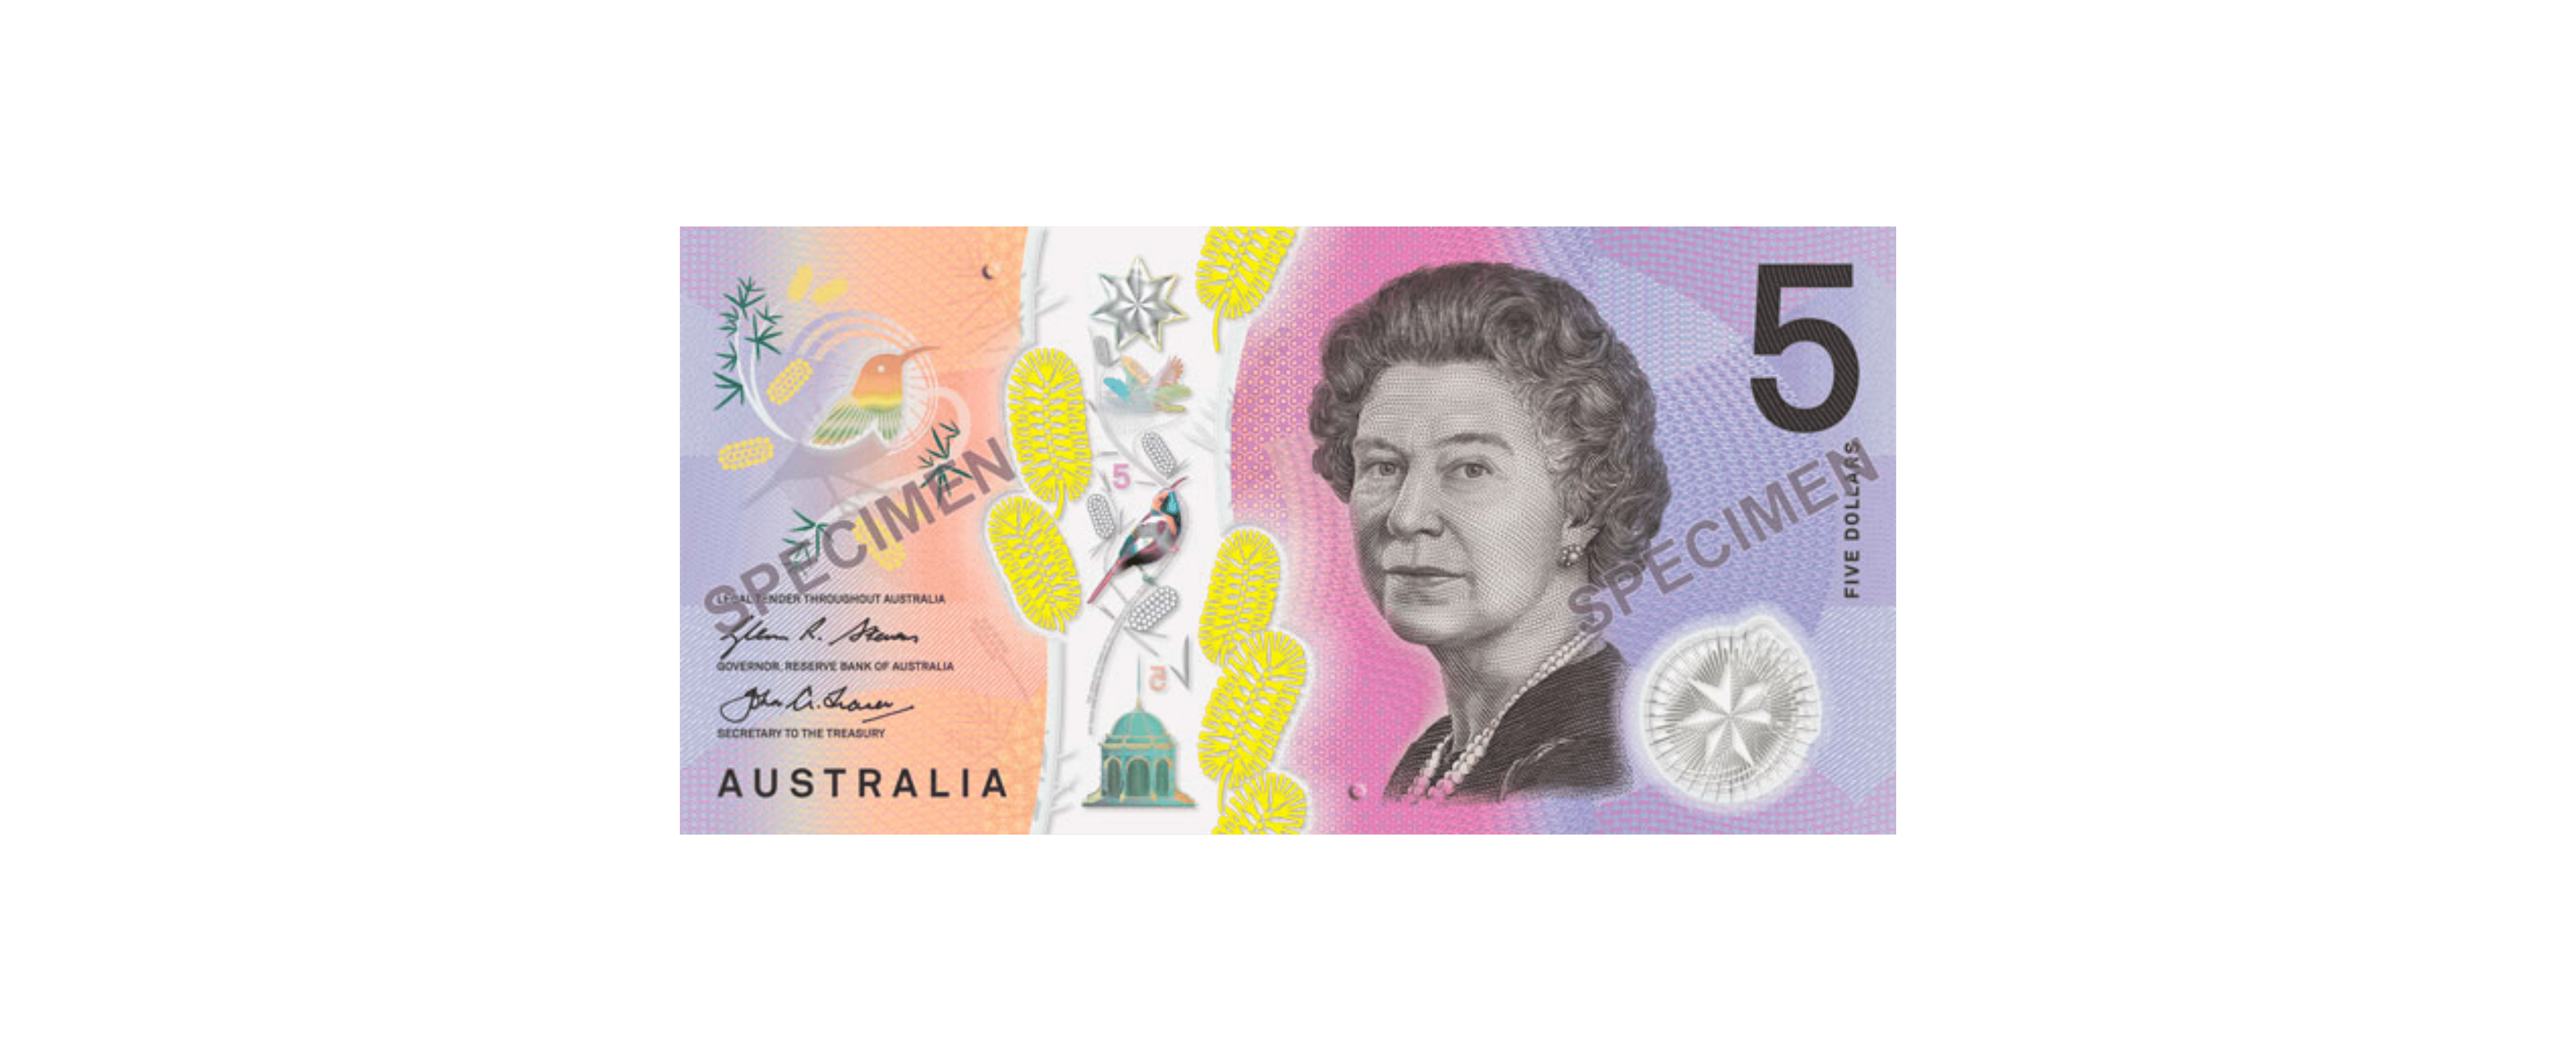 5
SPECIMEN
5
FIVE DOLLARS
SPECIMEN
LEGAL TENDER THROUGHOUT AUSTRALIA
Glenn R. Stevens
GOVERNOR, RESERVE BANK OF AUSTRALIA
John A. Fraser
5
SECRETARY TO THE TREASURY
AUSTRALIA